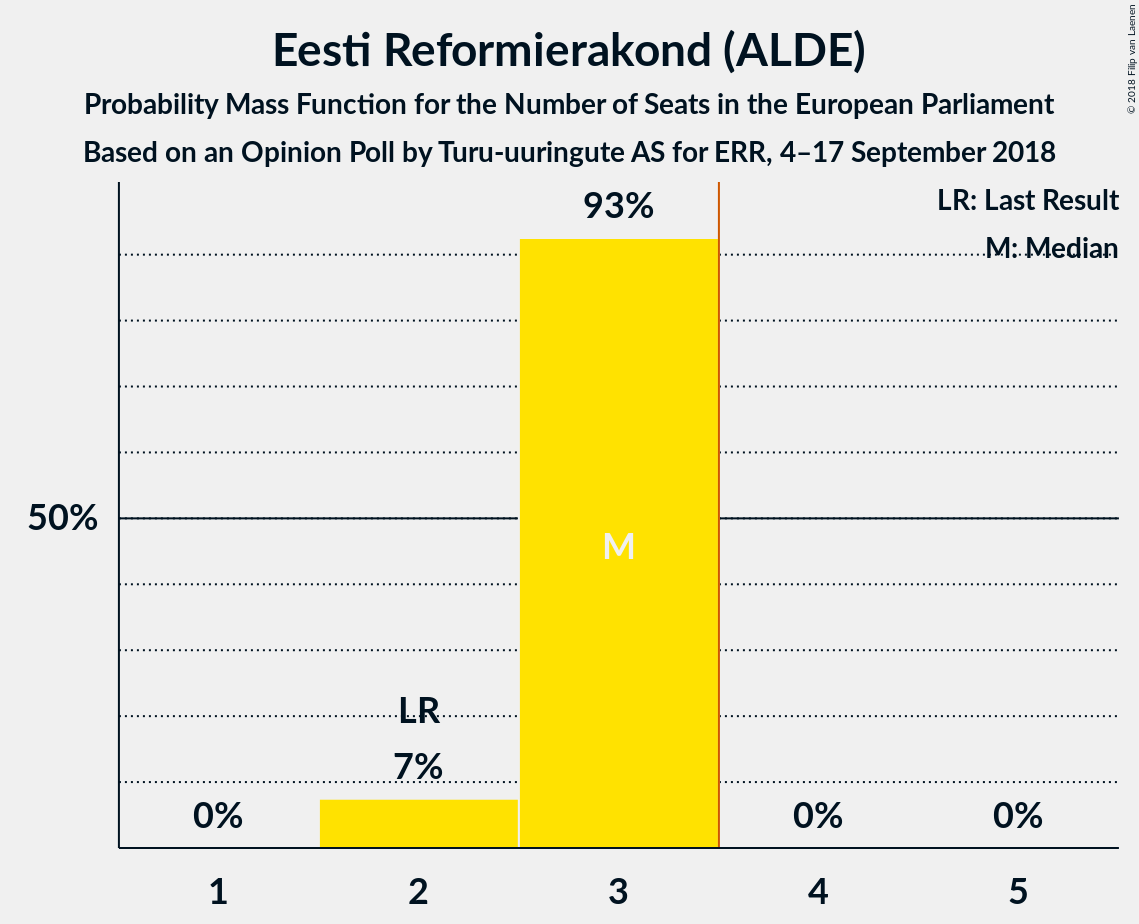 Eesti Reformierakond (ALDE)
Probability Mass Function for the Number of Seats in the European Parliament
Based on an Opinion Poll by Turu-uuringute AS for ERR, 4–17 September 2018
© 2018 Filip van Laenen
LR: Last Result
M: Median
93%
50%
M
LR
7%
0%
0%
0%
1
2
3
4
5